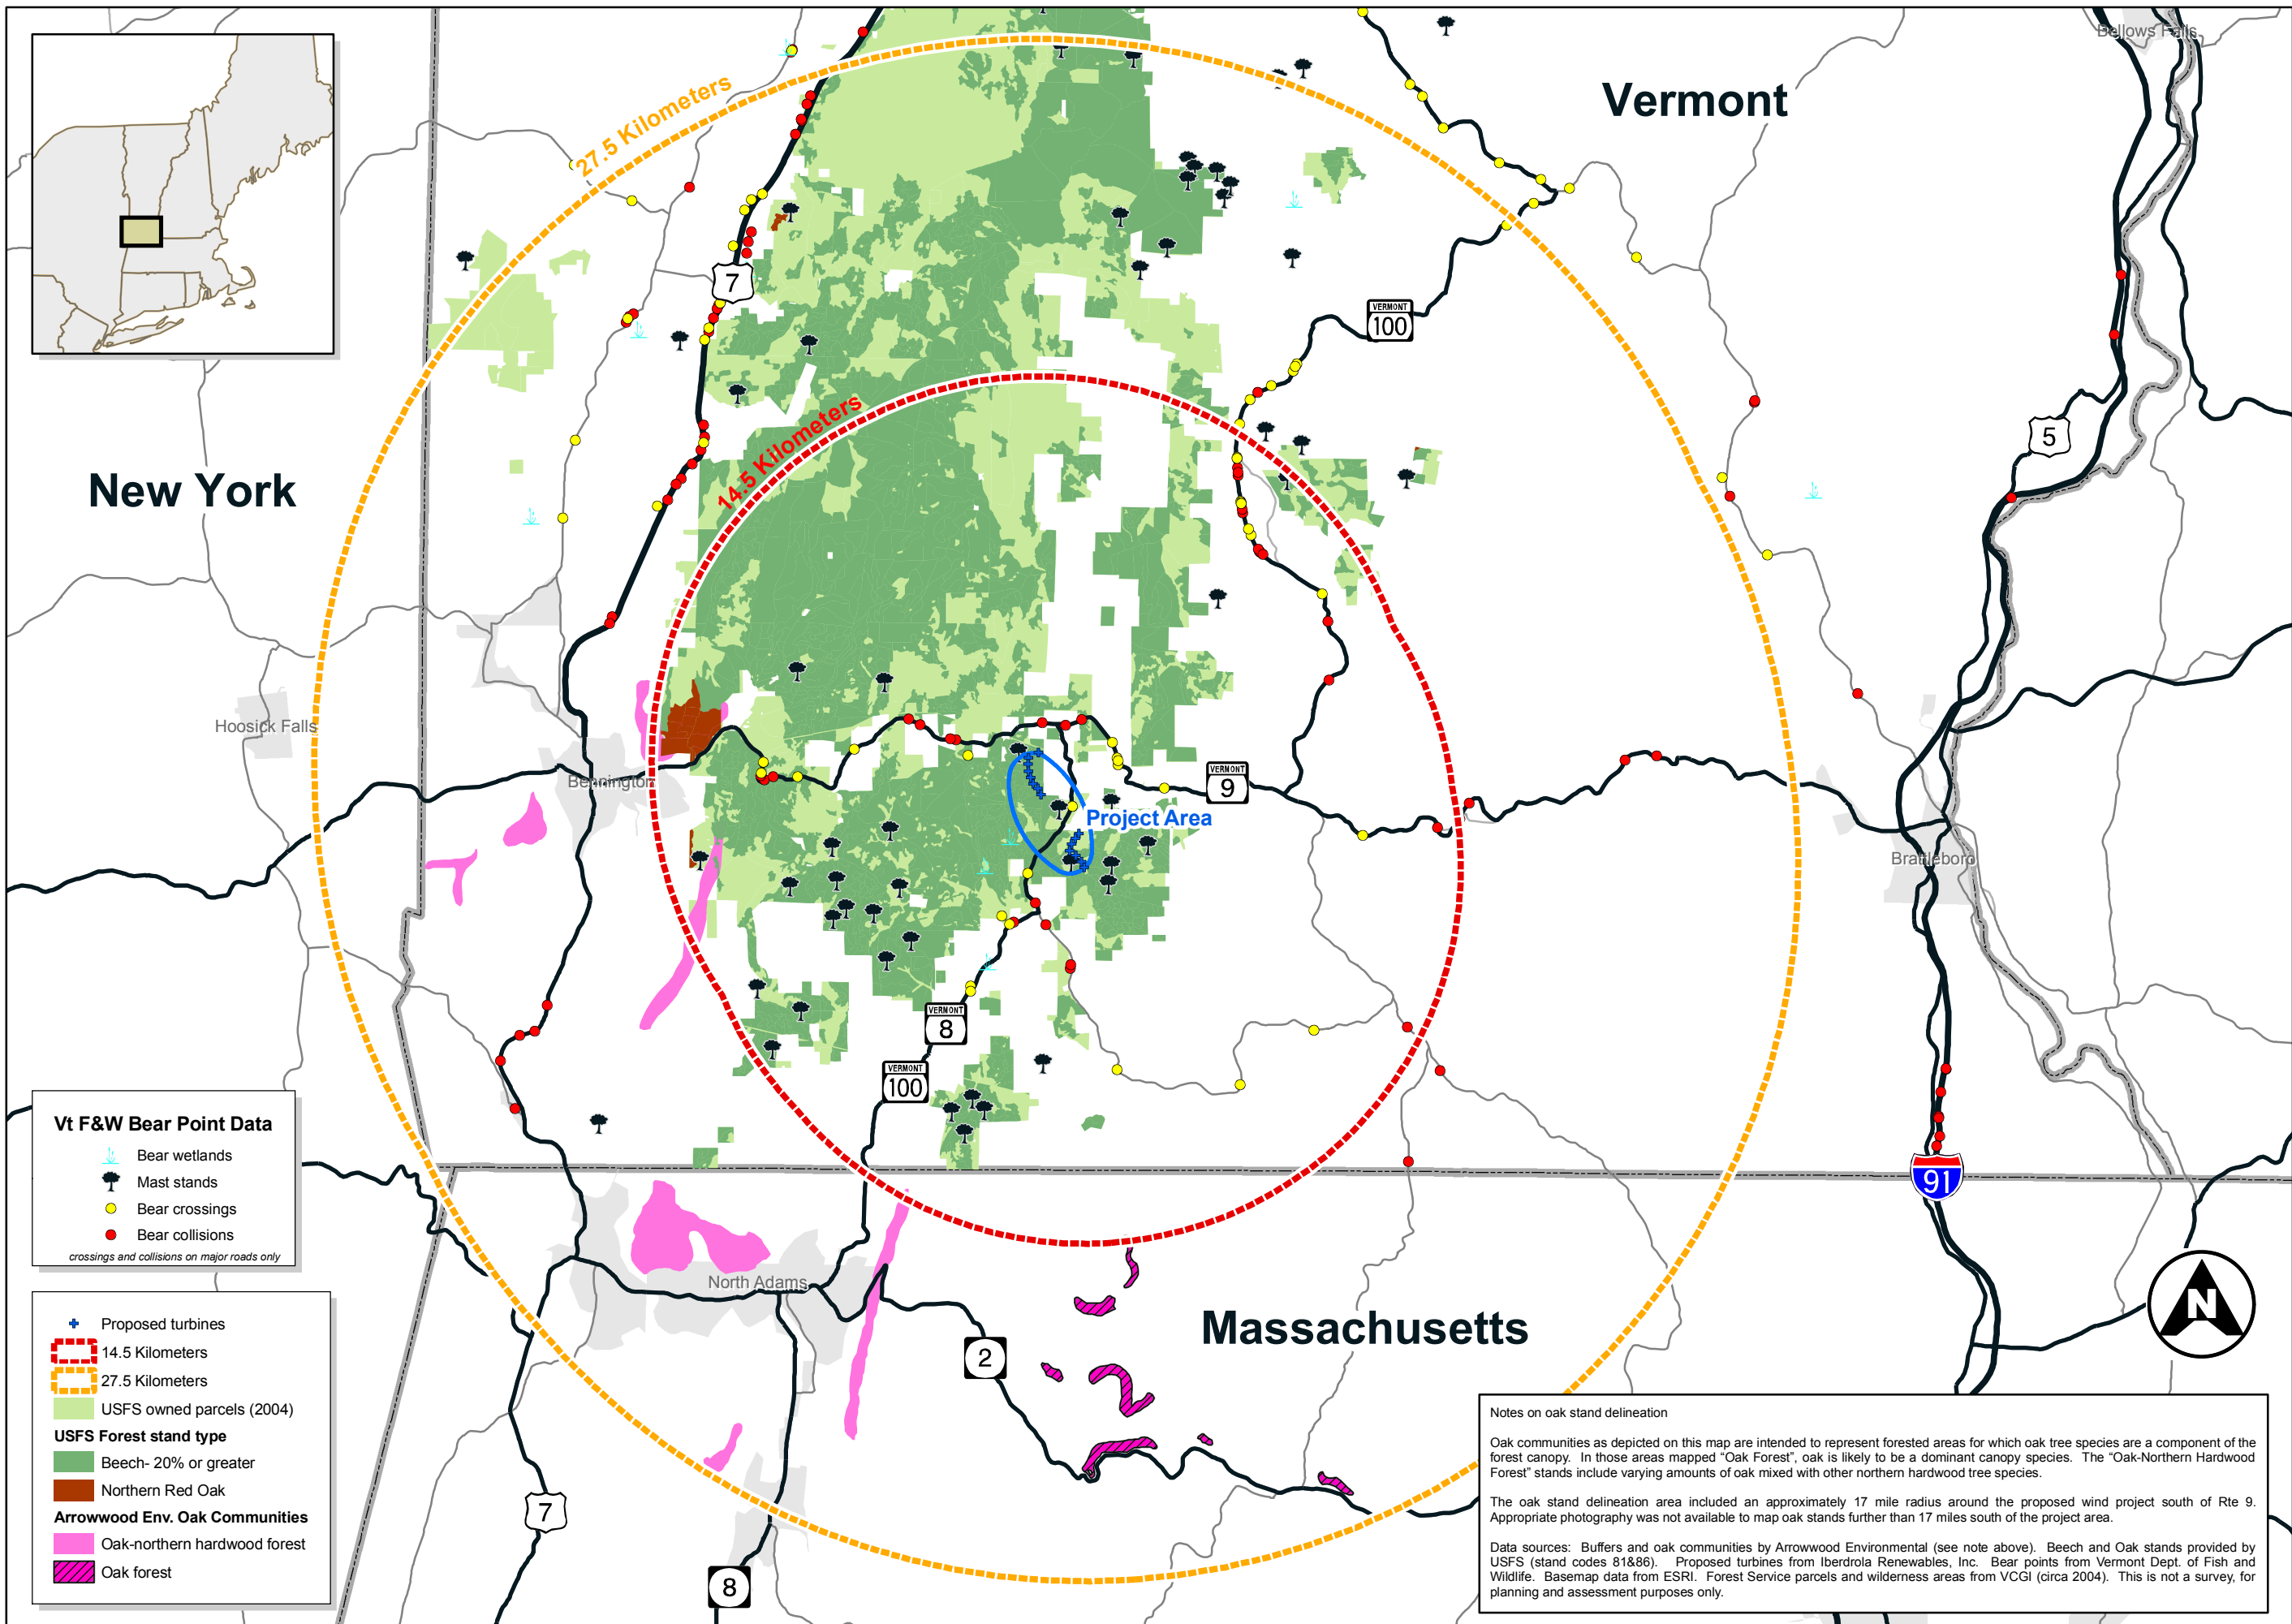 Bellows Falls
Vermont
27.5 Kilometers
7
VERMONT
100
14.5 Kilometers
5
New York
Hoosick Falls
Bennington
VERMONT
9
Project Area
Brattleboro
VERMONT
8
VERMONT
100
Vt F&W Bear Point Data
Bear wetlands
Mast stands
Bear crossings
Bear collisions
crossings and collisions on major roads only
91
North Adams
Massachusetts
N
2
7
8
Proposed turbines
14.5 Kilometers
27.5 Kilometers
USFS owned parcels (2004)
USFS Forest stand type
Beech- 20% or greater
Northern Red Oak
Arrowwood Env. Oak Communities
Oak-northern hardwood forest
Oak forest
Notes on oak stand delineation
Oak communities as depicted on this map are intended to represent forested areas for which oak tree species are a component of the
forest canopy. In those areas mapped “Oak Forest”, oak is likely to be a dominant canopy species. The “Oak-Northern Hardwood
Forest” stands include varying amounts of oak mixed with other northern hardwood tree species.
The oak stand delineation area included an approximately 17 mile radius around the proposed wind project south of Rte 9.
Appropriate photography was not available to map oak stands further than 17 miles south of the project area.
Data sources: Buffers and oak communities by Arrowwood Environmental (see note above). Beech and Oak stands provided by
USFS (stand codes 81&86). Proposed turbines from Iberdrola Renewables, Inc. Bear points from Vermont Dept. of Fish and
Wildlife. Basemap data from ESRI. Forest Service parcels and wilderness areas from VCGI (circa 2004). This is not a survey, for
planning and assessment purposes only.